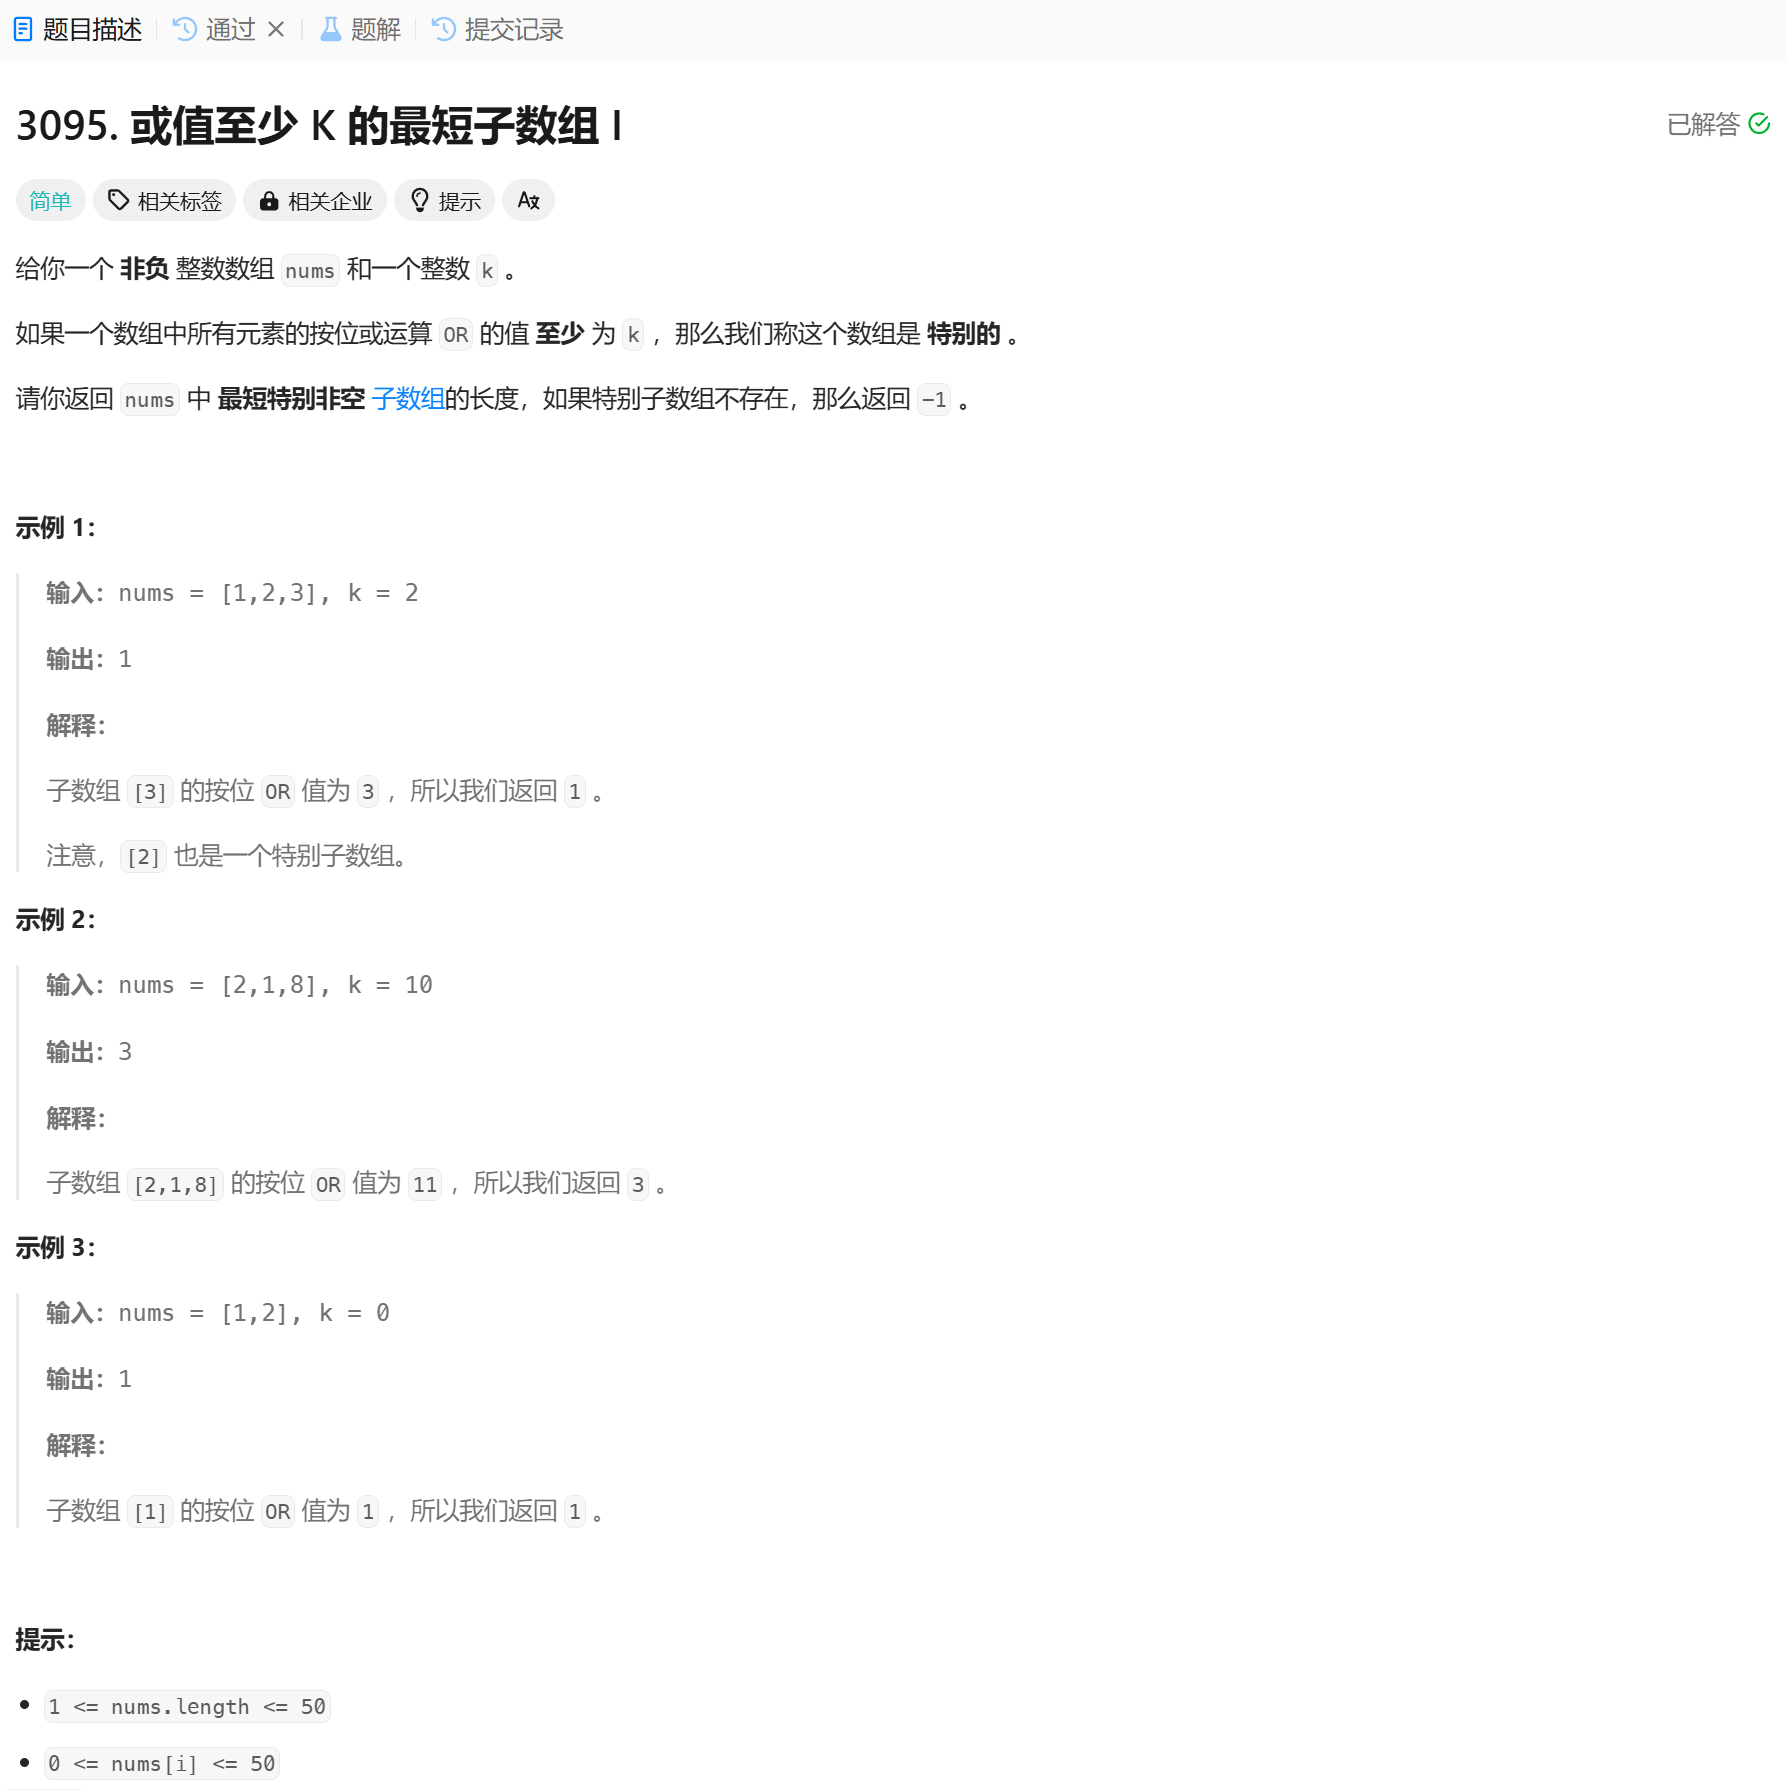 题目描述 通过 题解 提交记录
3095. 或值至少 K 的最短子数组 I 已解答
简单 相关标签 相关企业 提示 Ax
给你一个 非负 整数数组 nums 和一个整数 k 。
如果一个数组中所有元素的按位或运算 OR 的值 至少 为 k ，那么我们称这个数组是 特别的 。
请你返回 nums 中 最短特别非空 子数组的长度，如果特别子数组不存在，那么返回 -1 。
示例 1：
输入：nums = [1,2,3], k = 2
输出：1
解释：
子数组 [3] 的按位 OR 值为 3 ，所以我们返回 1 。
注意，[2] 也是一个特别子数组。
示例 2：
输入：nums = [2,1,8], k = 10
输出：3
解释：
子数组 [2,1,8] 的按位 OR 值为 11 ，所以我们返回 3 。
示例 3：
输入：nums = [1,2], k = 0
输出：1
解释：
子数组 [1] 的按位 OR 值为 1 ，所以我们返回 1 。
提示：
1 <= nums.length <= 50
0 <= nums[i] <= 50